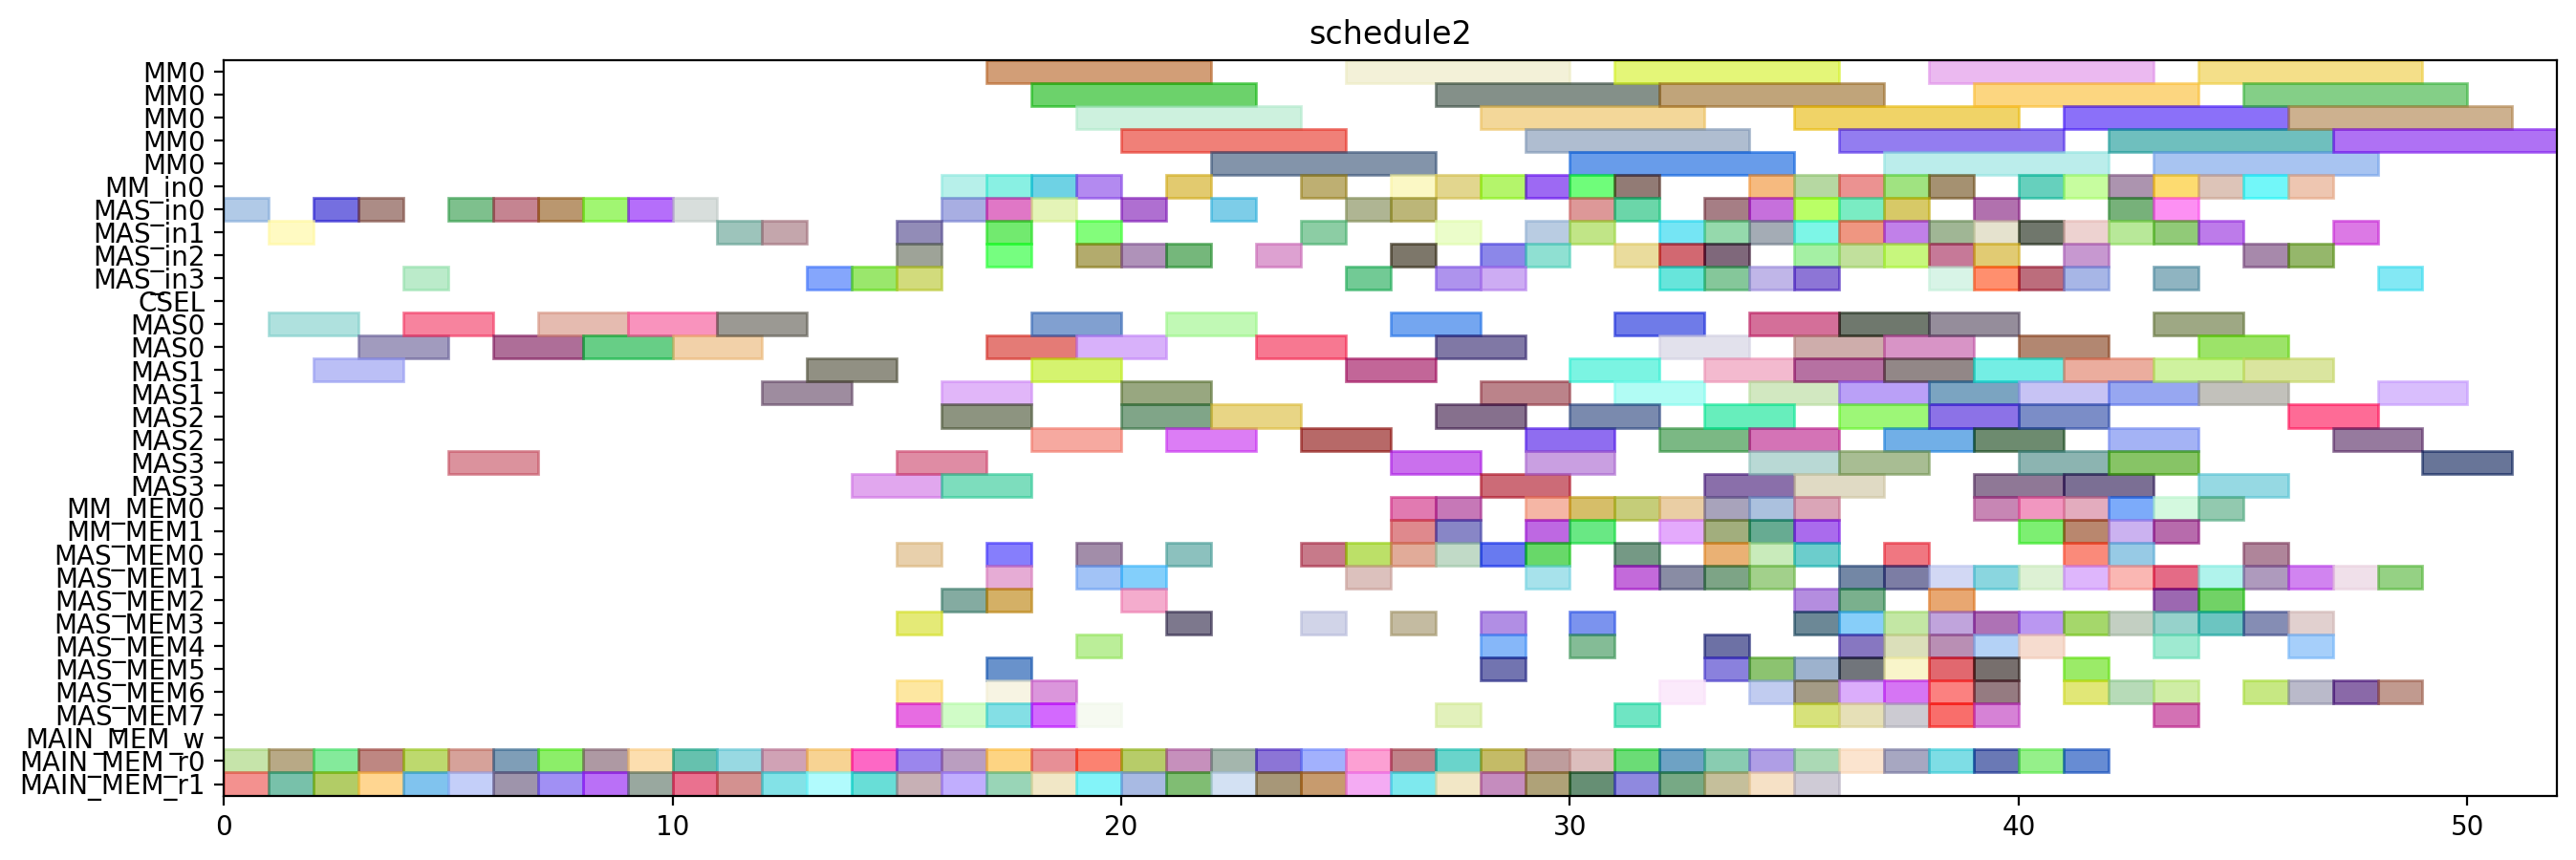 schedule2
MM0
MM0
MM0
MM0
MM0
MM_in0
MAS_in0
MAS_in1
MAS_in2
MAS_in3
CSEL
MAS0
MAS0
MAS1
MAS1
MAS2
MAS2
MAS3
MAS3
MM_MEM0
MM_MEM1
MAS_MEM0
MAS_MEM1
MAS_MEM2
MAS_MEM3
MAS_MEM4
MAS_MEM5
MAS_MEM6
MAS_MEM7
MAIN_MEM_w
MAIN_MEM_r0
MAIN_MEM_r1
0 10 20 30 40 50